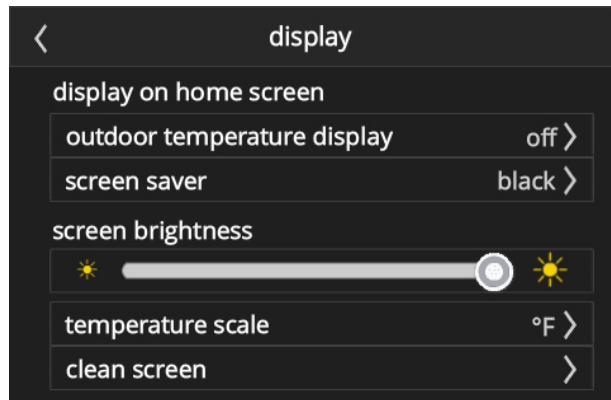 display
display on home screen
outdoor temperature display off
screen saver black
screen brightness
temperature scale °F
clean screen